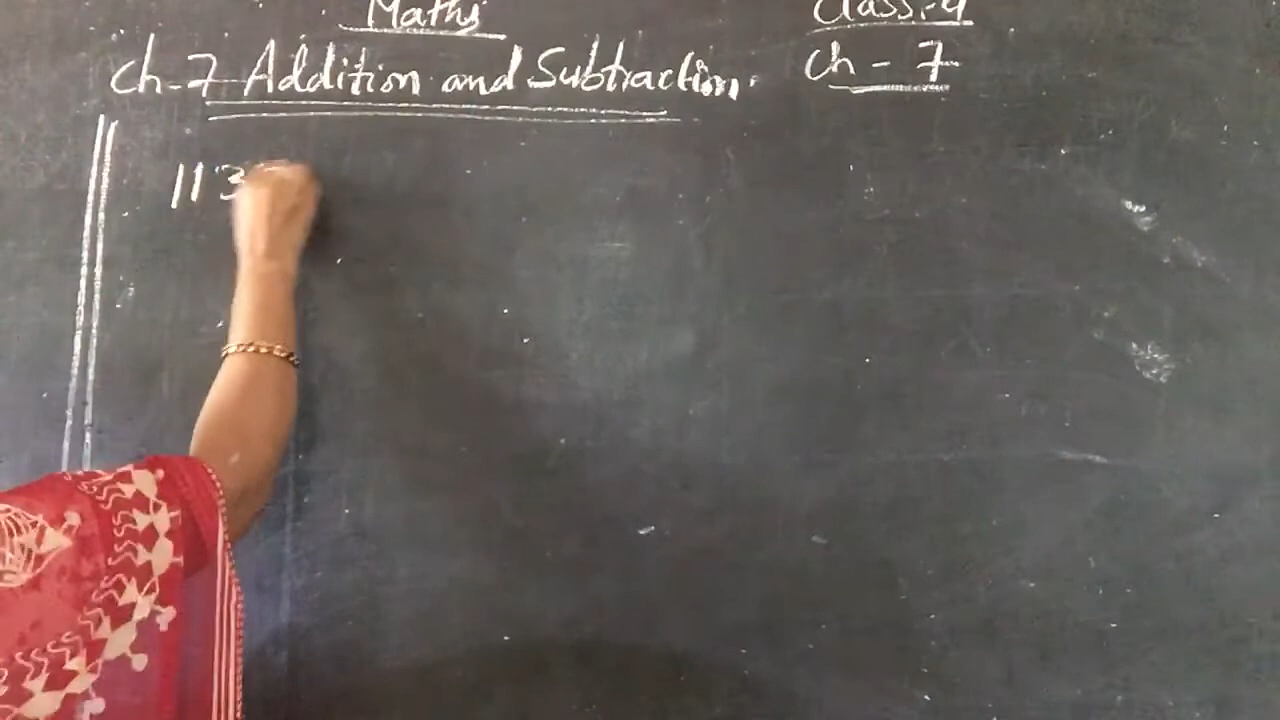 Maths
Class:-4
Ch-7 Addition and Subtraction.
Ch - 7
113